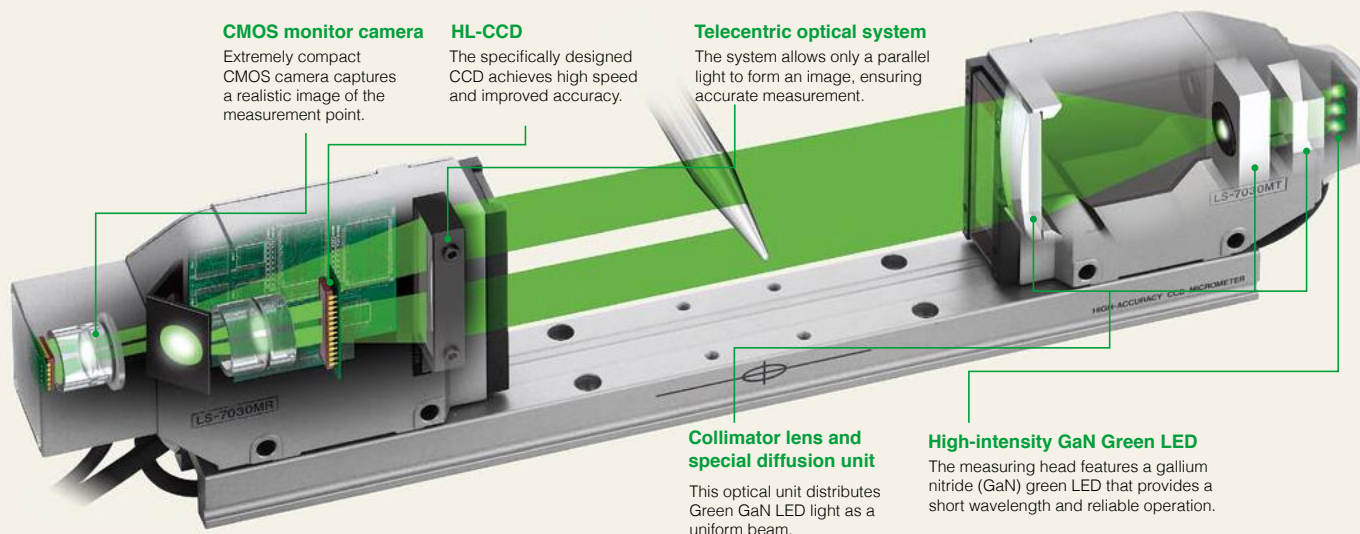 CMOS monitor camera
Extremely compact
CMOS camera captures
a realistic image of the
measurement point.
HL-CCD
The specifically designed
CCD achieves high speed
and improved accuracy.
Telecentric optical system
The system allows only a parallel
light to form an image, ensuring
accurate measurement.
LS-7030MT
HIGH-ACCURACY CCD MICROMETER
LS-7030MR
Collimator lens and
special diffusion unit
This optical unit distributes
Green GaN LED light as a
uniform beam.
High-intensity GaN Green LED
The measuring head features a gallium
nitride (GaN) green LED that provides a
short wavelength and reliable operation.